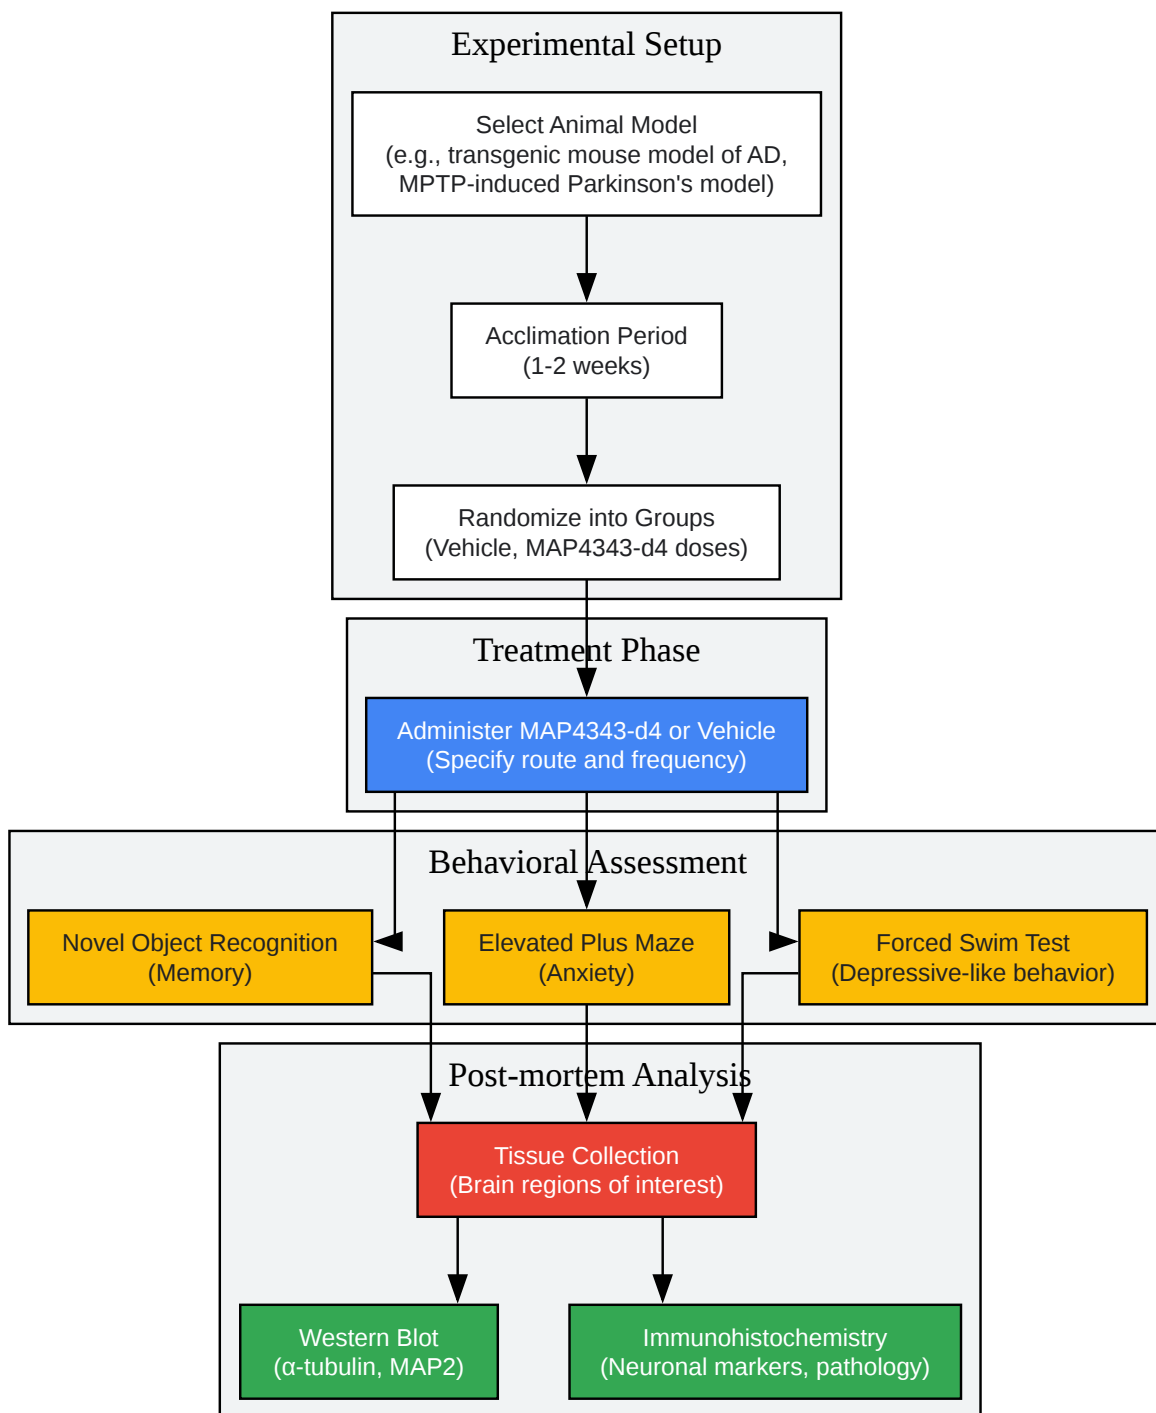 Experimental Setup
Select Animal Model
(e.g., transgenic mouse model of AD,
MPTP-induced Parkinson's model)
Acclimation Period
(1-2 weeks)
Randomize into Groups
(Vehicle, MAP4343-d4 doses)
Treatment Phase
Administer MAP4343-d4 or Vehicle
(Specify route and frequency)
Behavioral Assessment
Novel Object Recognition
(Memory)
Elevated Plus Maze
(Anxiety)
Forced Swim Test
(Depressive-like behavior)
Post-mortem Analysis
Tissue Collection
(Brain regions of interest)
Western Blot
(α-tubulin, MAP2)
Immunohistochemistry
(Neuronal markers, pathology)